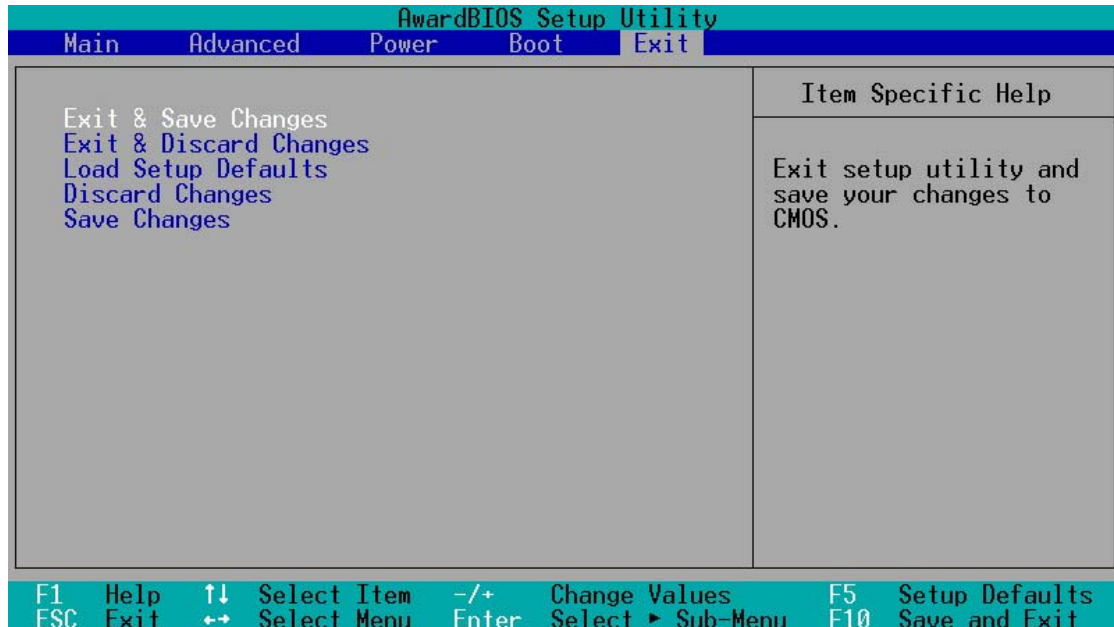 AwardBIOS Setup Utility
Main Advanced Power Boot Exit
Item Specific Help
Exit & Save Changes
Exit & Discard Changes
Load Setup Defaults
Discard Changes
Save Changes
Exit setup utility and
save your changes to
CMOS.
F1 Help ↑↓ Select Item -/+ Change Values F5 Setup Defaults
ESC Exit ←→ Select Menu Enter Select ► Sub-Menu F10 Save and Exit